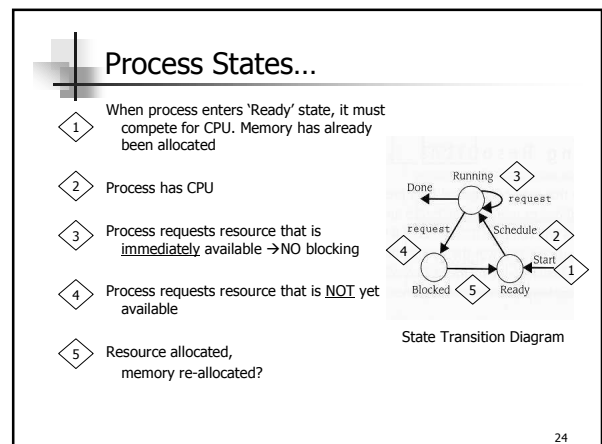 Process States...
1
When process enters ‘Ready’ state, it must
compete for CPU. Memory has already
been allocated
2
Process has CPU
3
Process requests resource that is
immediately available →NO blocking
4
Process requests resource that is NOT yet
available
5
Resource allocated,
memory re-allocated?
Running
3
Done
request
request
Schedule
2
4
Start
1
Blocked
5
Ready
State Transition Diagram
24